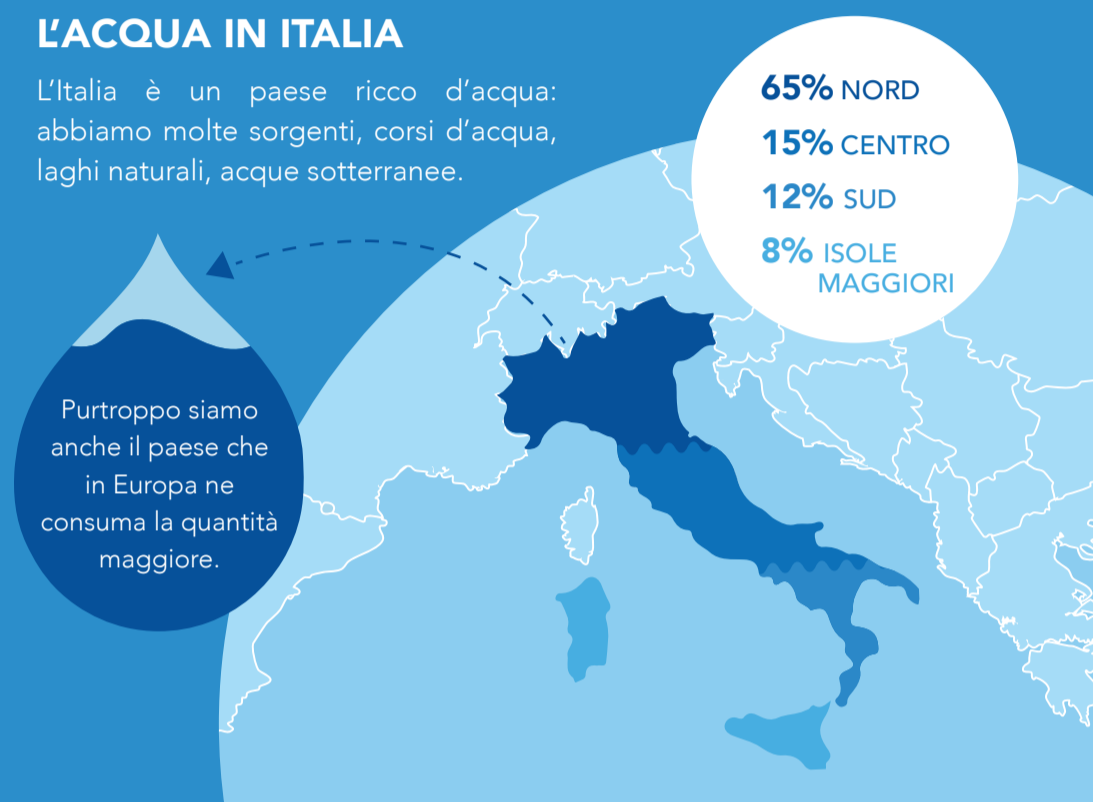 L'ACQUA IN ITALIA
L'Italia è un paese ricco d'acqua:
abbiamo molte sorgenti, corsi d'acqua,
laghi naturali, acque sotterranee.
65% NORD
15% CENTRO
12% SUD
8% ISOLE
MAGGIORI
Purtroppo siamo
anche il paese che
in Europa ne
consuma la quantità
maggiore.